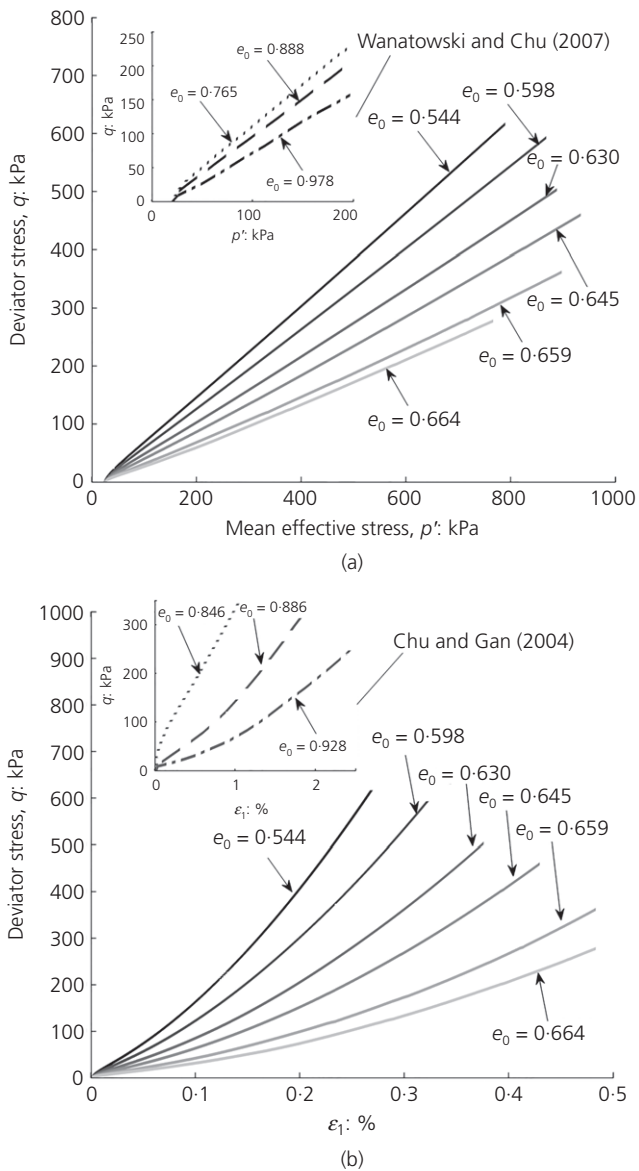 800
700
600
500
400
300
200
100
0
Deviator stress, q: kPa
250
200
150
100
50
0
q: kPa
e0 = 0·888
e0 = 0·765
e0 = 0·978
0
100
200
p′: kPa
Wanatowski and Chu (2007)
e0 = 0·598
e0 = 0·544
e0 = 0·630
e0 = 0·645
e0 = 0·659
e0 = 0·664
0
200
400
600
800
1000
Mean effective stress, p′: kPa
(a)
1000
900
800
700
600
500
400
300
200
100
0
Deviator stress, q: kPa
300
200
100
0
q: kPa
e0 = 0·846
e0 = 0·886
e0 = 0·928
0
1
2
ε1: %
Chu and Gan (2004)
e0 = 0·598
e0 = 0·630
e0 = 0·645
e0 = 0·659
e0 = 0·544
e0 = 0·664
0
0·1
0·2
0·3
0·4
0·5
ε1: %
(b)